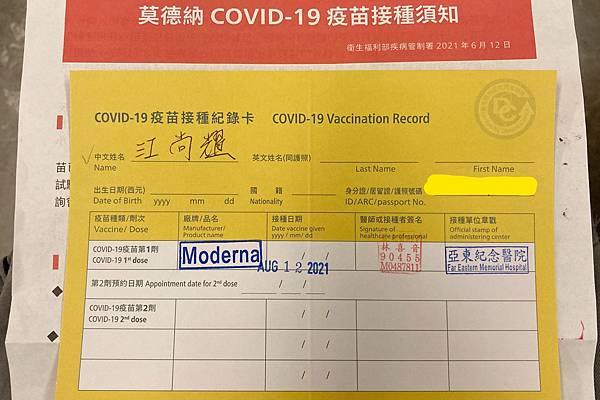 莫德納 COVID-19 疫苗接種須知
衛生福利部疾病管制署 2021 年 6 月 12 日
COVID-19 疫苗接種紀錄卡 COVID-19 Vaccination Record
中文姓名 江尚耀 英文姓名(同護照)
Name Last Name First Name
出生日期(西元) 國籍 身分證/居留證/護照號碼
Date of Birth yyyy mm dd Nationality ID/ARC/passport No.
疫苗種類/劑次 廠牌/品名 接種日期 醫師或接種者簽名 接種單位章戳
Vaccine/ Dose Manufacturer/ Date vaccine given Signature of Official stamp of
Product name yyyy / mm / dd healthcare professional administering center
COVID-19疫苗第1劑 Moderna / / 林喜音 亞東紀念醫院
COVID-19 1st dose AUG 12 2021 90455 Far Eastern Memorial Hospital
M0487811
第2劑預約日期 Appointment date for 2nd dose / /
COVID-19疫苗第2劑 / /
COVID-19 2nd dose
/ /
/ /
苗
試
詢